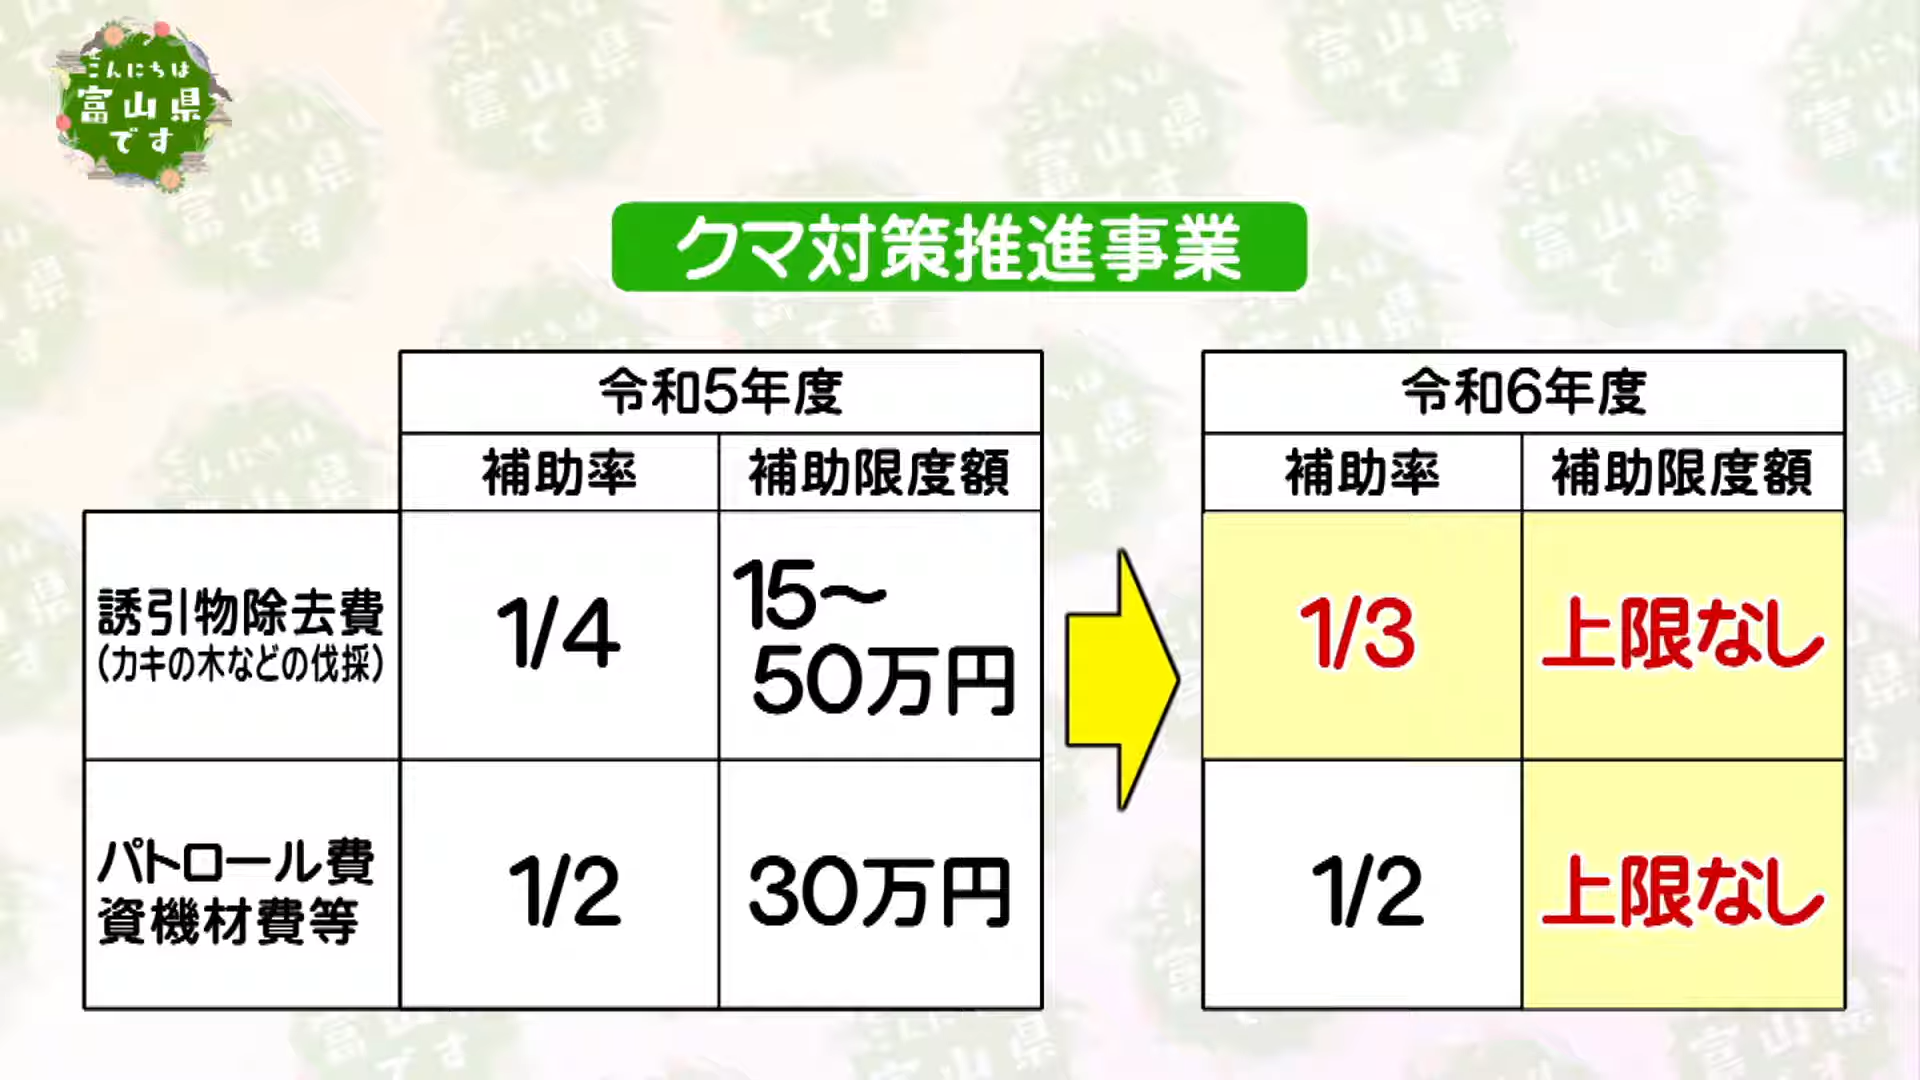 こんにちは
富山県
です
クマ対策推進事業
令和5年度
令和6年度
補助率
補助限度額
補助率
補助限度額
誘引物除去費
(カキの木などの伐採)
1/4
15〜
50万円
1/3
上限なし
パトロール費
資機材費等
1/2
30万円
1/2
上限なし